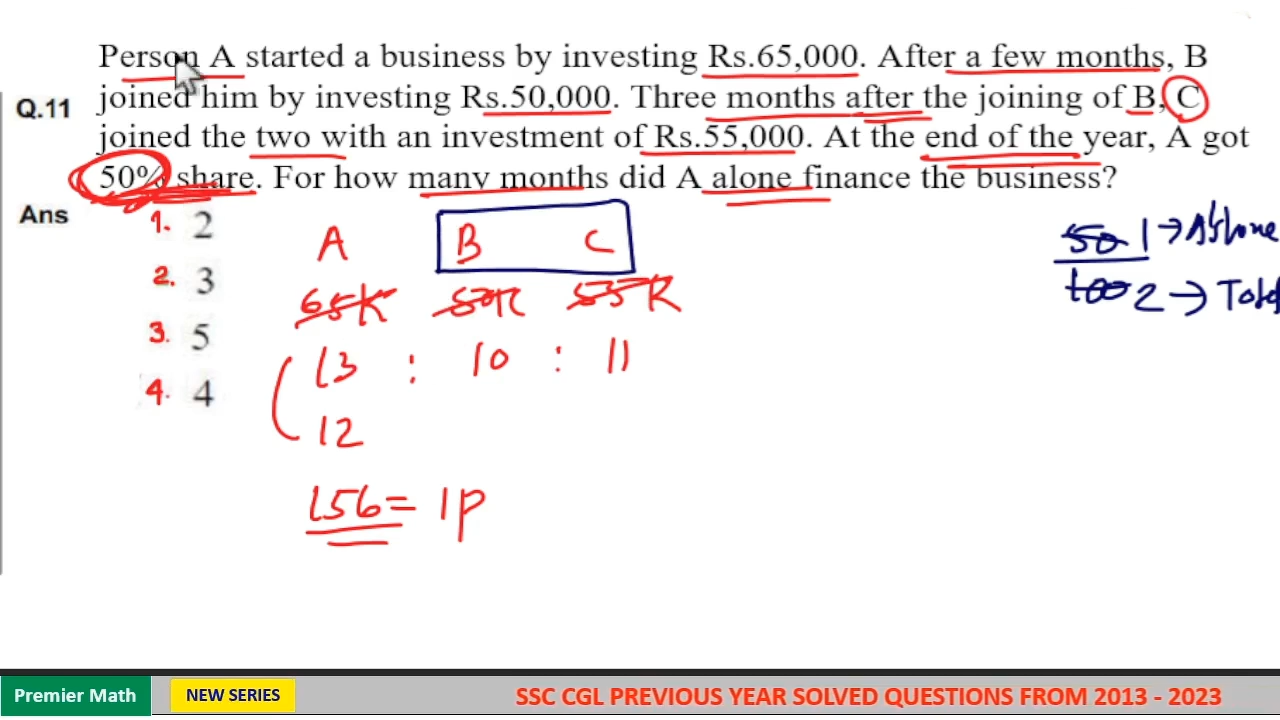 Person A started a business by investing Rs.65,000. After a few months, B
Q.11 joined him by investing Rs.50,000. Three months after the joining of B, C
joined the two with an investment of Rs.55,000. At the end of the year, A got
50% share. For how many months did A alone finance the business?
Ans
1. 2
2. 3
3. 5
4. 4
A B C
65K 50K 55K
13 : 10 : 11
12
156 = 1P
50 1 →
100 2 →
Premier Math NEW SERIES SSC CGL PREVIOUS YEAR SOLVED QUESTIONS FROM 2013 - 2023